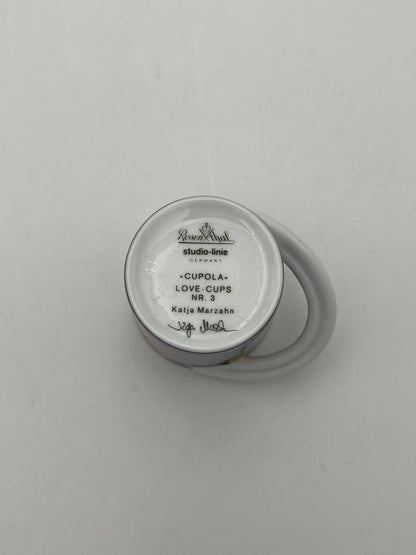 Rosenthal
studio-linie
GERMANY
«CUPOLA»
LOVE-CUPS
NR. 3
Katja Marzahn